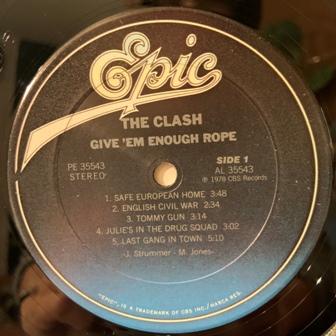 Epic
THE CLASH
GIVE 'EM ENOUGH ROPE
PE 35543
STEREO
SIDE 1
AL 35543
℗ 1978 CBS Records
1. SAFE EUROPEAN HOME 3:48
2. ENGLISH CIVIL WAR 2:34
3. TOMMY GUN 3:14
4. JULIE'S IN THE DRUG SQUAD 3:02
5. LAST GANG IN TOWN 5:10
-J. Strummer - M. Jones-
"EPIC", IS A TRADEMARK OF CBS INC./MARCA REG.